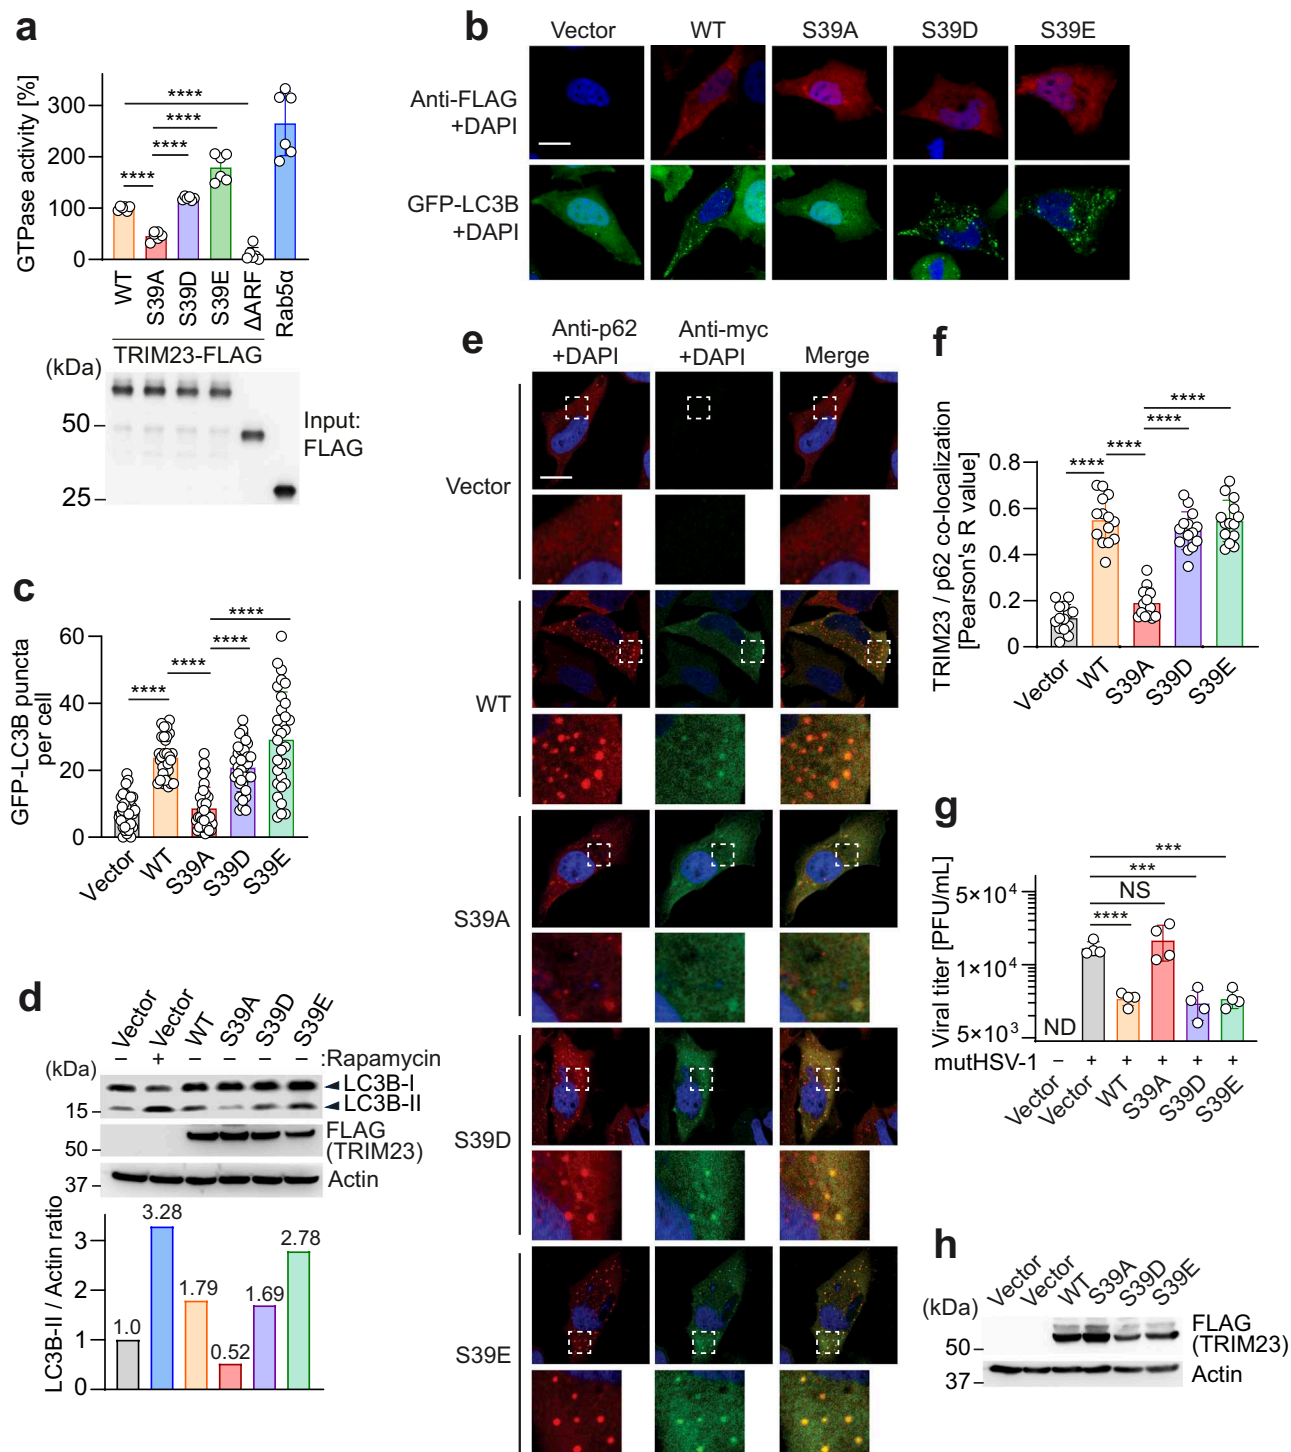 a
GTPase activity [%]
300
200
100
0
****
****
****
****
WT
S39A
S39D
S39E
ΔARF
Rab5α
TRIM23-FLAG
(kDa)
50
25
Input:
FLAG
b
Vector
WT
S39A
S39D
S39E
Anti-FLAG
+DAPI
GFP-LC3B
+DAPI
c
GFP-LC3B puncta
per cell
60
40
20
0
****
****
****
****
Vector
WT
S39A
S39D
S39E
d
Vector
Vector
WT
S39A
S39D
S39E
– + – – – – :Rapamycin
(kDa)
15
50
37
LC3B-I
LC3B-II
FLAG
(TRIM23)
Actin
LC3B-II / Actin ratio
3
2
1
0
1.0
3.28
1.79
0.52
1.69
2.78
e
Anti-p62
+DAPI
Anti-myc
+DAPI
Merge
Vector
WT
S39A
S39D
S39E
f
TRIM23 / p62 co-localization
[Pearson's R value]
0.8
0.6
0.4
0.2
0
****
****
****
****
Vector
WT
S39A
S39D
S39E
g
Viral titer [PFU/mL]
5×10⁴
1×10⁴
5×10³
***
***
NS
****
ND
mutHSV-1 – + + + + +
Vector
Vector
WT
S39A
S39D
S39E
h
Vector
Vector
WT
S39A
S39D
S39E
(kDa)
50
37
FLAG
(TRIM23)
Actin